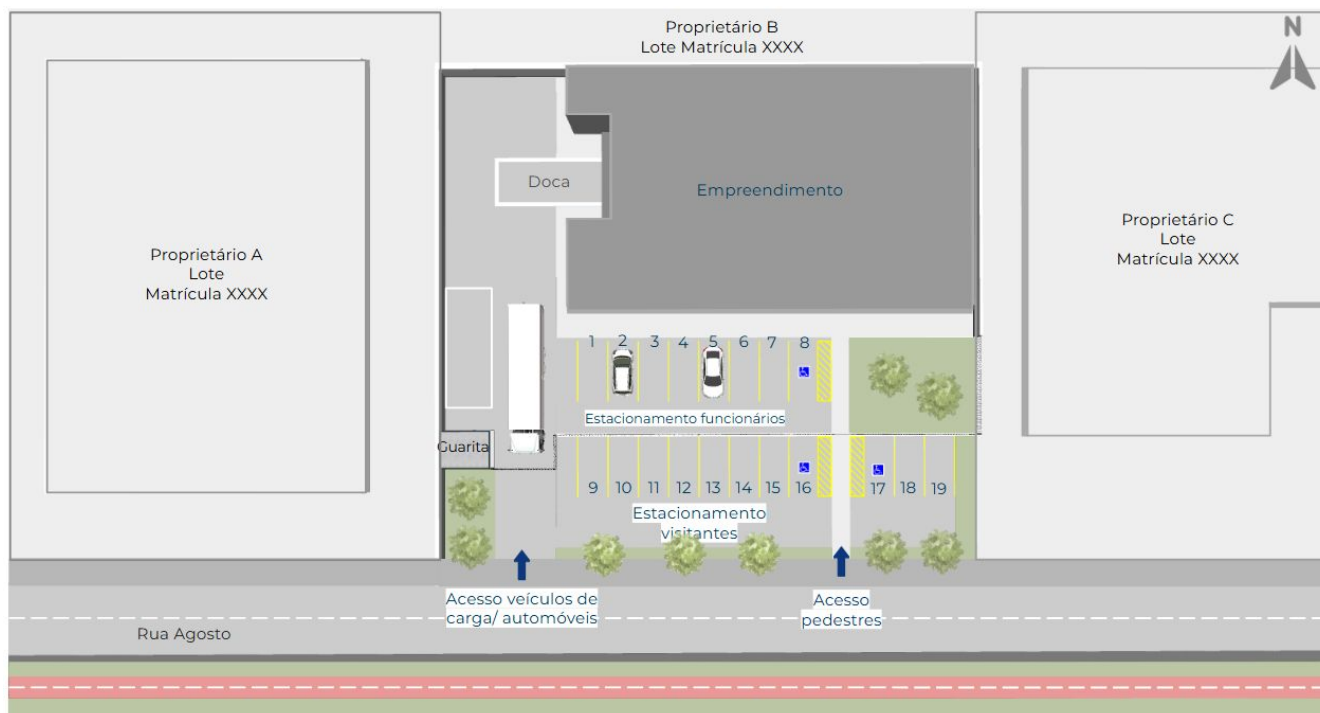 Proprietário B
Lote Matrícula XXXX
N
Doca
Empreendimento
Proprietário A
Lote
Matrícula XXXX
Proprietário C
Lote
Matrícula XXXX
1 2 3 4 5 6 7 8
Estacionamento funcionários
Guarita
9 10 11 12 13 14 15 16 17 18 19
Estacionamento
visitantes
Acesso veículos de
carga/ automóveis
Acesso
pedestres
Rua Agosto